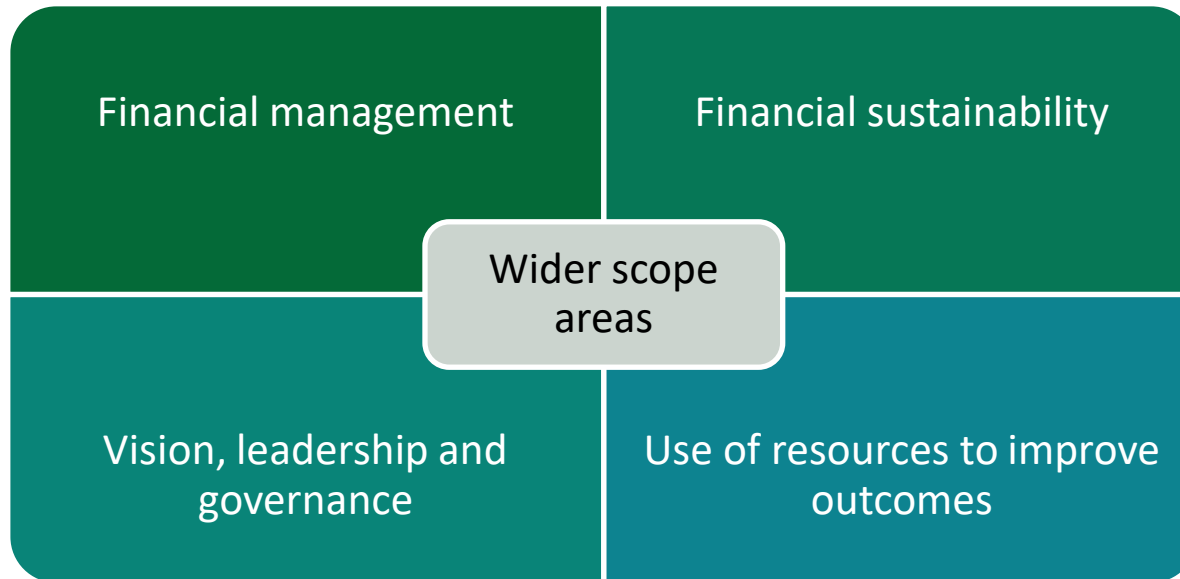 Financial management
Financial sustainability
Wider scope
areas
Vision, leadership and
governance
Use of resources to improve
outcomes